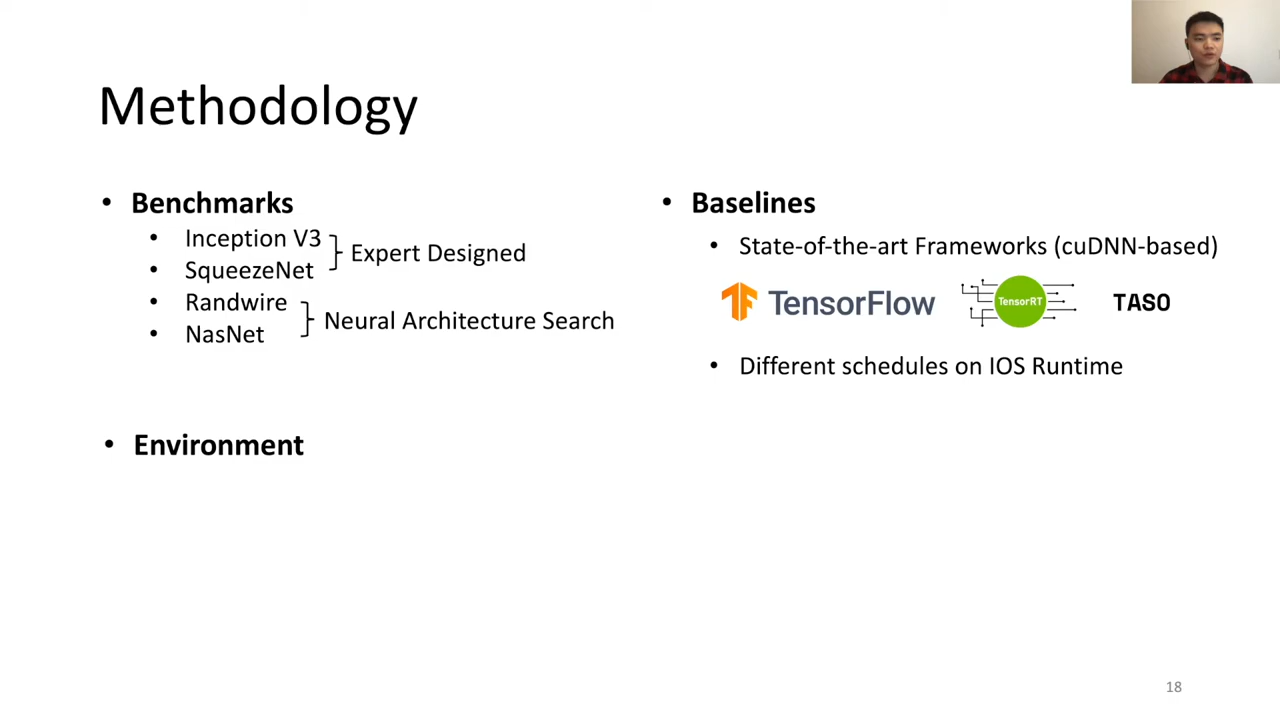 Methodology
• Benchmarks
• Inception V3
• SqueezeNet
Expert Designed
• Randwire
• NasNet
Neural Architecture Search
• Environment
• Baselines
• State-of-the-art Frameworks (cuDNN-based)
TensorFlow TensorRT TASO
• Different schedules on IOS Runtime
18